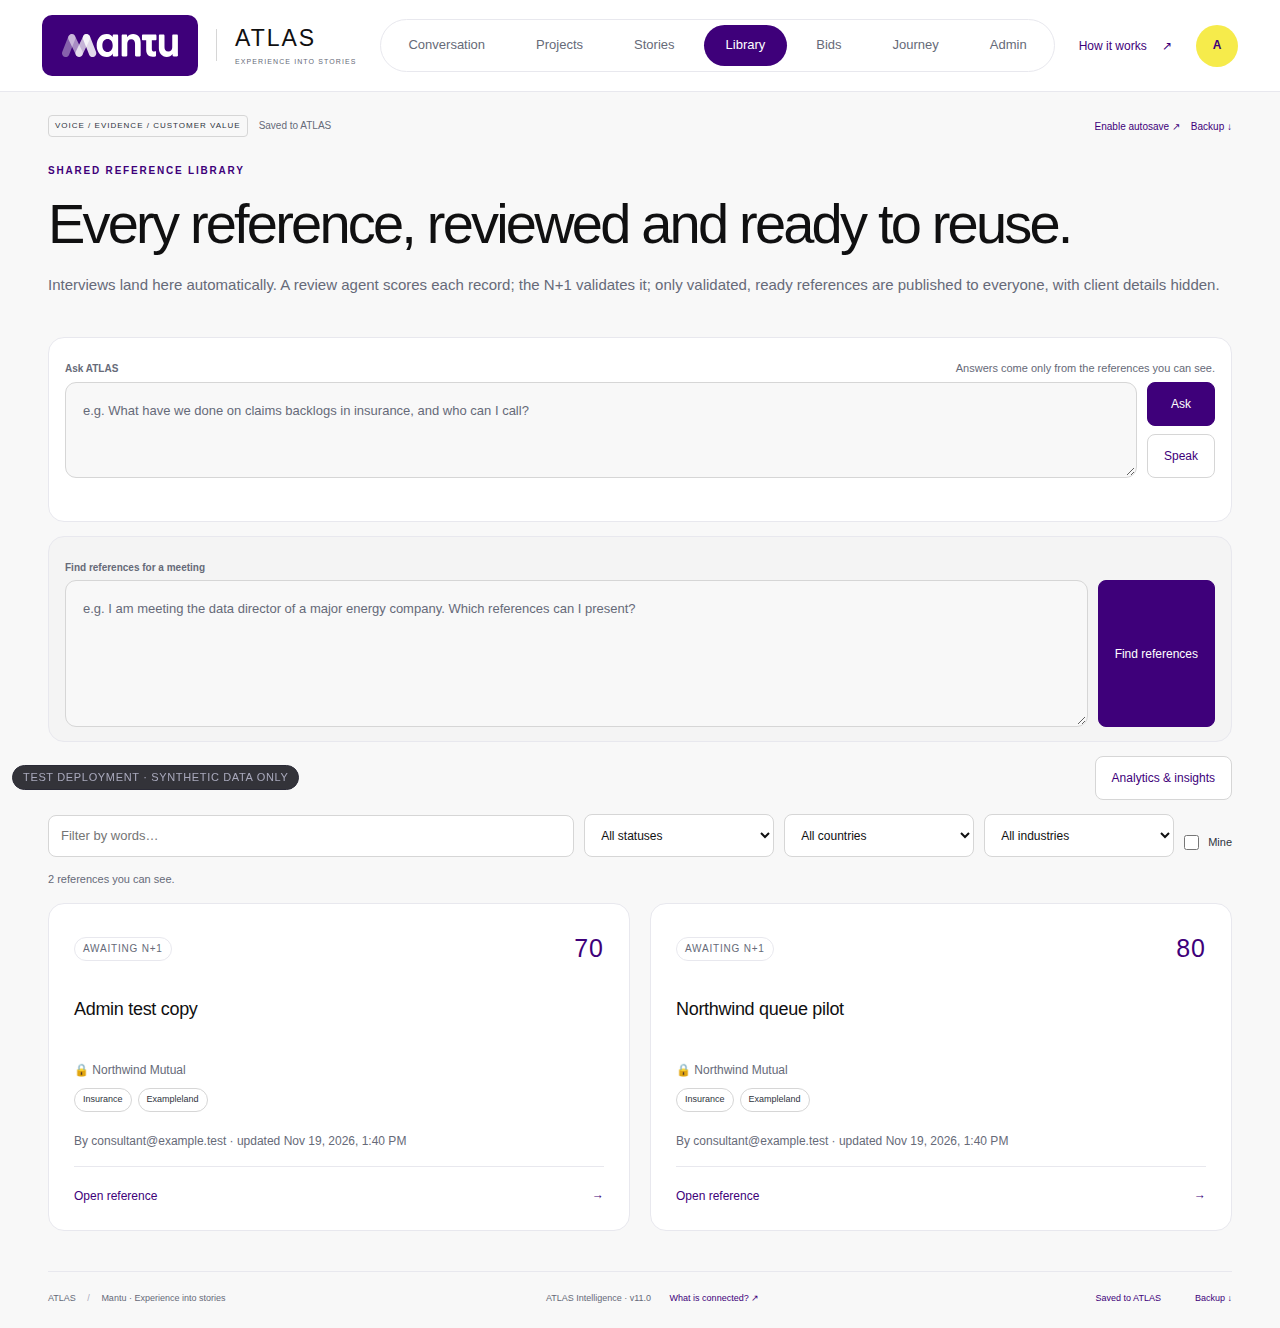 mantu
ATLAS
EXPERIENCE INTO STORIES
Conversation
Projects
Stories
Library
Bids
Journey
Admin
How it works ↗
A
VOICE / EVIDENCE / CUSTOMER VALUE
Saved to ATLAS
Enable autosave ↗
Backup ↓
SHARED REFERENCE LIBRARY
Every reference, reviewed and ready to reuse.
Interviews land here automatically. A review agent scores each record; the N+1 validates it; only validated, ready references are published to everyone, with client details hidden.
Ask ATLAS
Answers come only from the references you can see.
e.g. What have we done on claims backlogs in insurance, and who can I call?
Ask
Speak
Find references for a meeting
e.g. I am meeting the data director of a major energy company. Which references can I present?
Find references
TEST DEPLOYMENT · SYNTHETIC DATA ONLY
Analytics & insights
Filter by words…
All statuses
All countries
All industries
Mine
2 references you can see.
AWAITING N+1
70
Admin test copy
🔒 Northwind Mutual
Insurance
Exampleland
By consultant@example.test · updated Nov 19, 2026, 1:40 PM
Open reference →
AWAITING N+1
80
Northwind queue pilot
🔒 Northwind Mutual
Insurance
Exampleland
By consultant@example.test · updated Nov 19, 2026, 1:40 PM
Open reference →
ATLAS / Mantu · Experience into stories
ATLAS Intelligence · v11.0
What is connected? ↗
Saved to ATLAS
Backup ↓